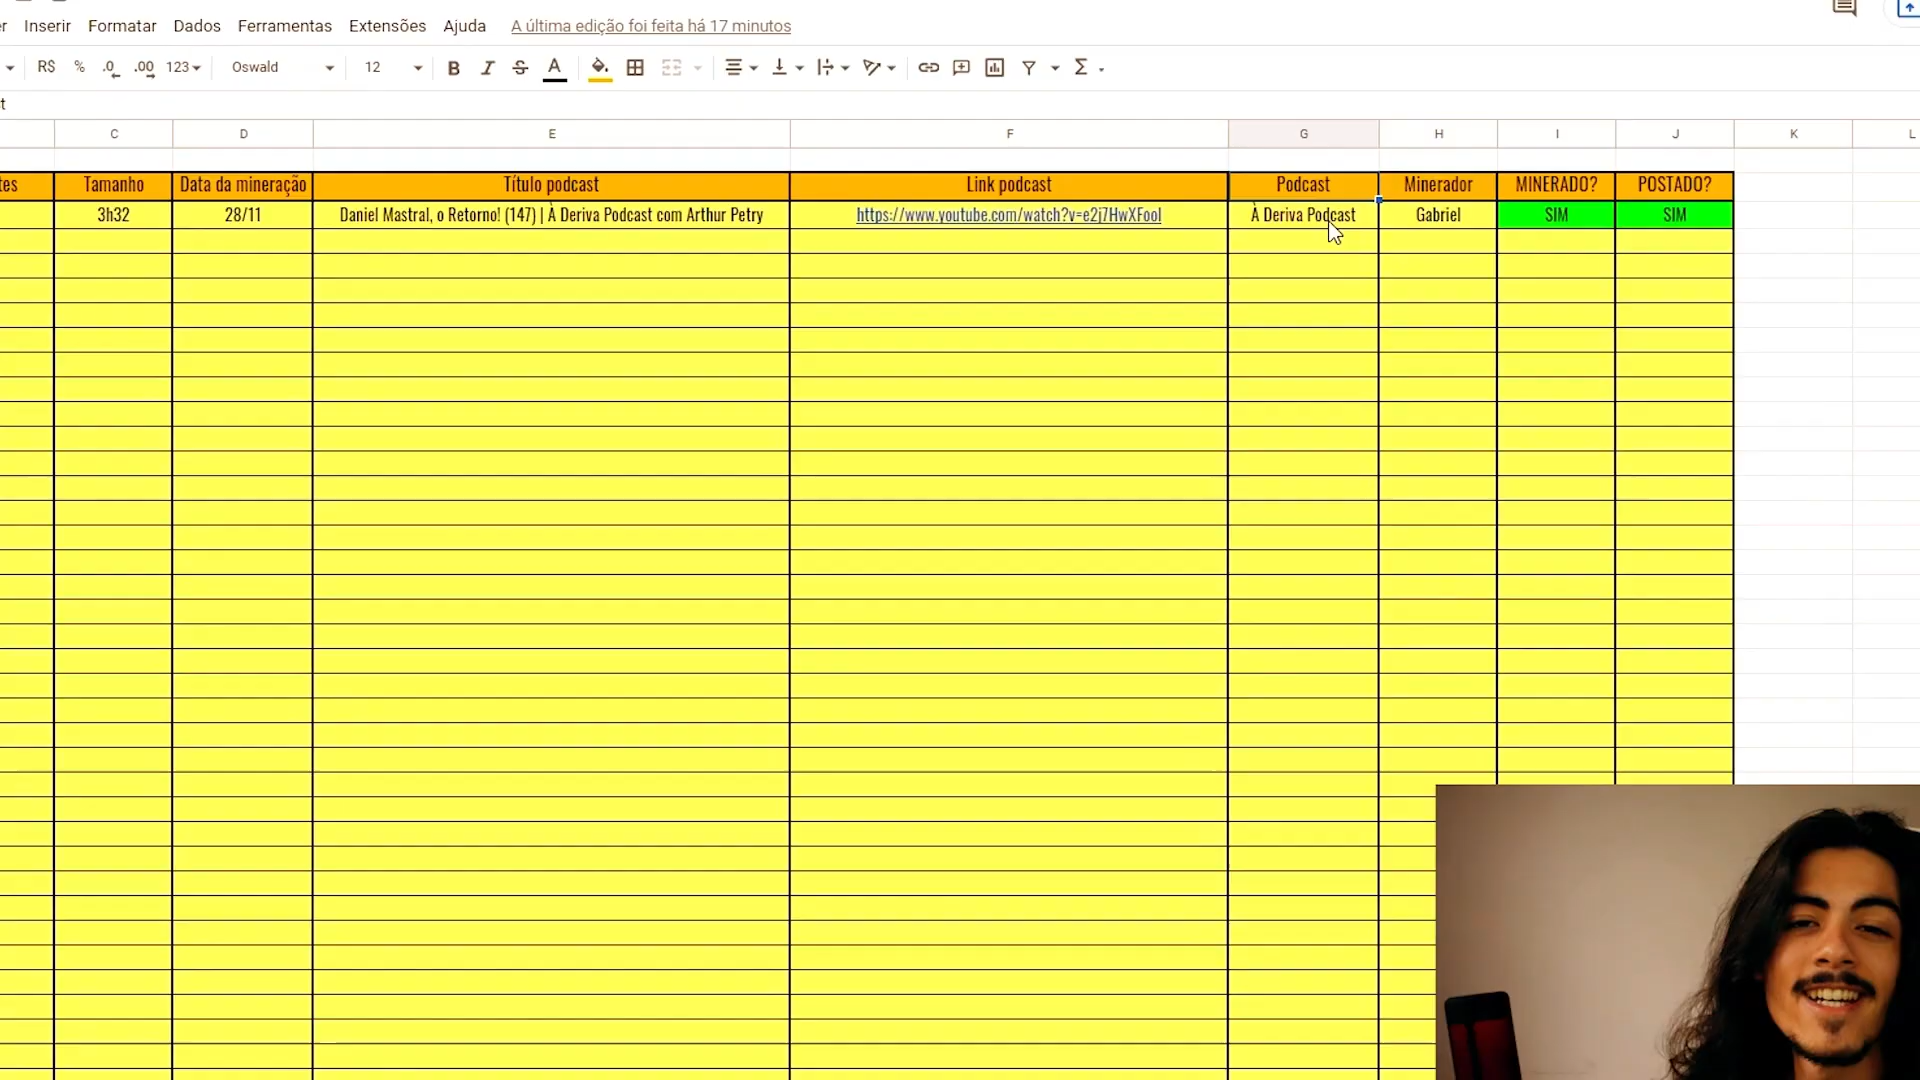 Inserir Formatar Dados Ferramentas Extensões Ajuda A última edição foi feita há 17 minutos
R$ % .0 .00 123 Oswald 12 B I S A Σ
t
C D E F G H I J K L
Tamanho Data da mineração Título podcast Link podcast Podcast Minerador MINERADO? POSTADO?
3h32 28/11 Daniel Mastral, o Retorno! (147) | À Deriva Podcast com Arthur Petry https://www.youtube.com/watch?v=e2j7HwXFooI À Deriva Podcast Gabriel SIM SIM